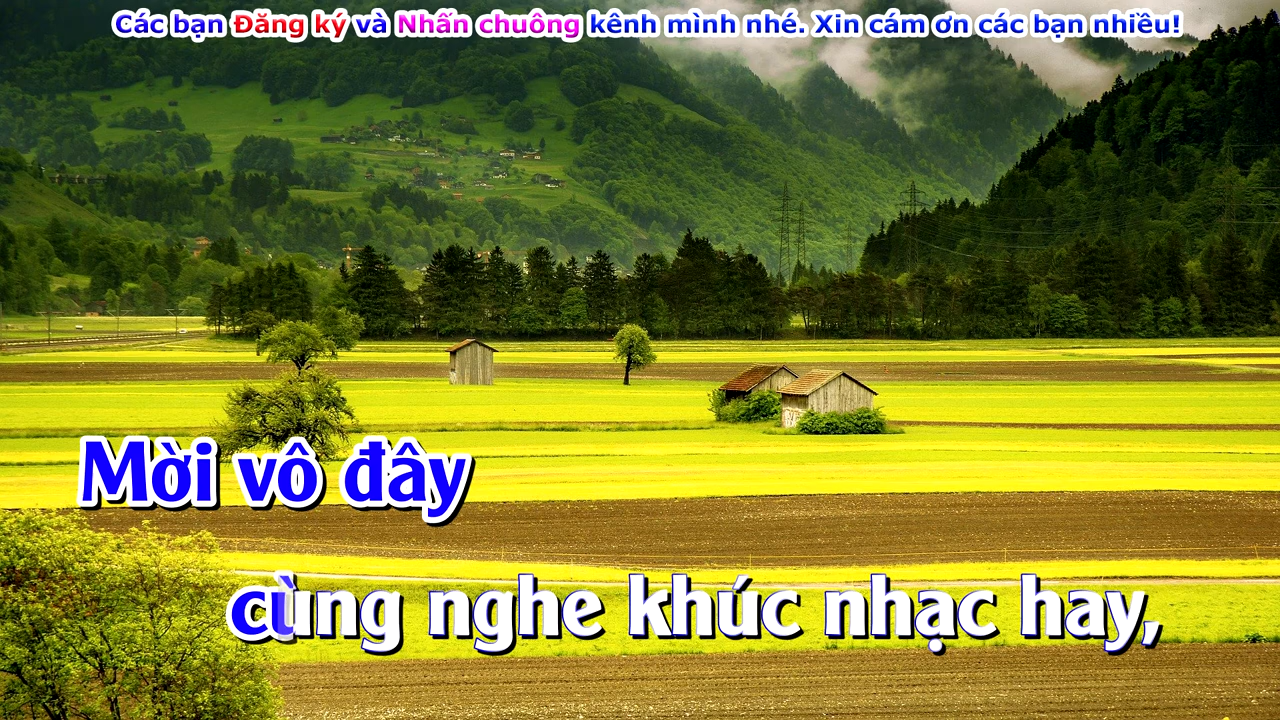 Các bạn Đăng ký và Nhấn chuông kênh mình nhé. Xin cám ơn các bạn nhiều!
Mời vô đây
cùng nghe khúc nhạc hay,